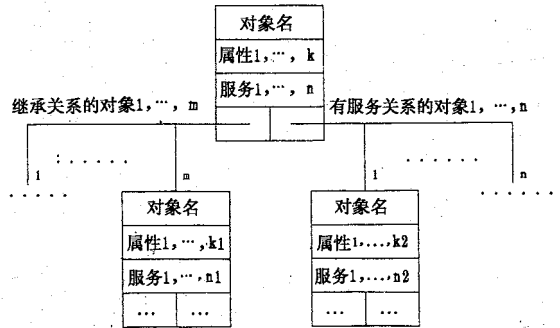 对象名
属性1,…, k
服务1,…, n
继承关系的对象1,…, m
有服务关系的对象1,…,n
1
m
1
n
对象名
属性1,…,k1
服务1,…,n1
… …
对象名
属性1,...,k2
服务1,...,n2
… …